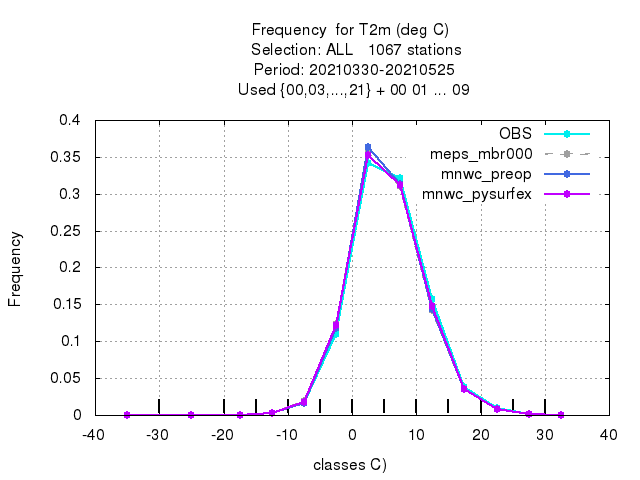 Frequency for T2m (deg C)
Selection: ALL 1067 stations
Period: 20210330-20210525
Used {00,03,...,21} + 00 01 ... 09
0.4
0.35
0.3
0.25
0.2
0.15
0.1
0.05
0
Frequency
OBS
meps_mbr000
mnwc_preop
mnwc_pysurfex
-40 -30 -20 -10 0 10 20 30 40
classes C)